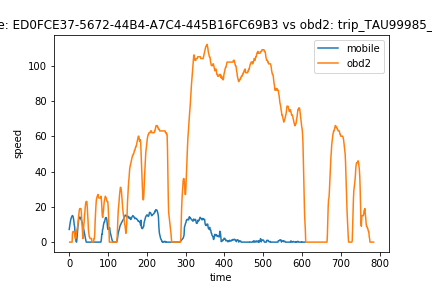 e: ED0FCE37-5672-44B4-A7C4-445B16FC69B3 vs obd2: trip_TAU99985_
mobile
obd2
speed
100
80
60
40
20
0
0 100 200 300 400 500 600 700 800
time